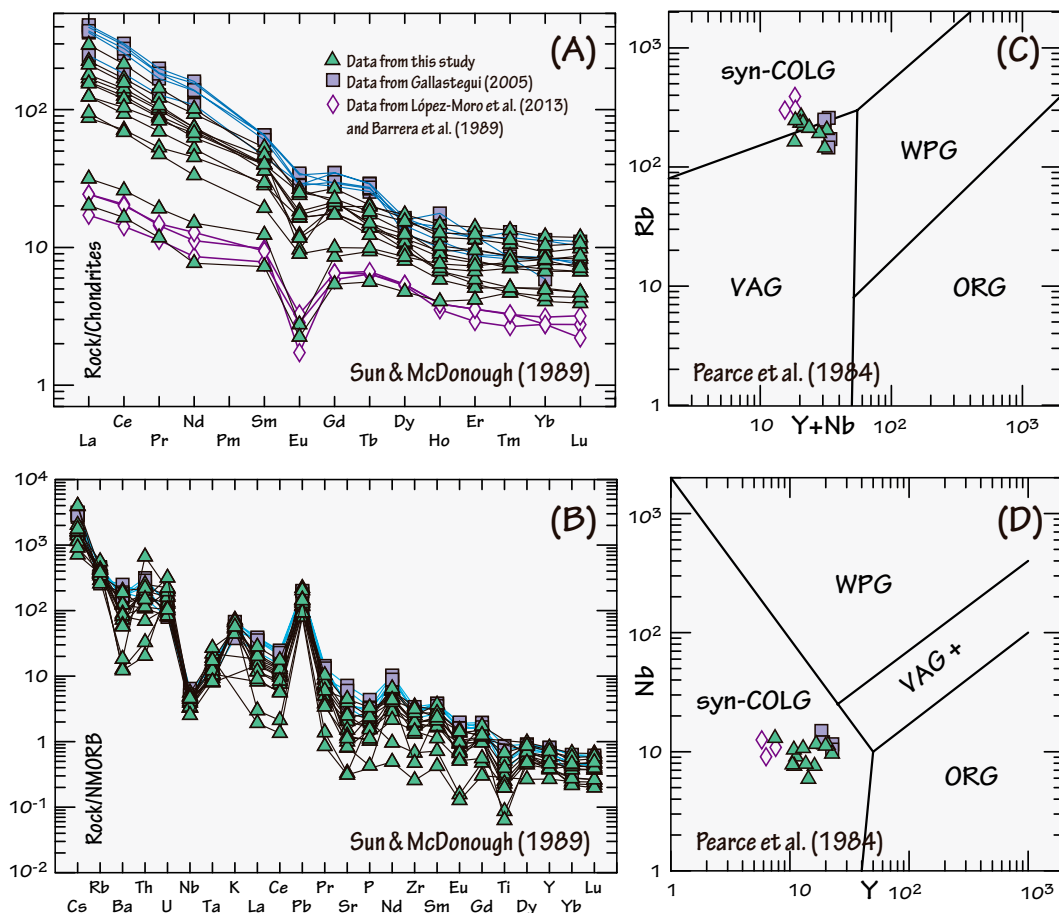 (A)
Data from this study
Data from Gallastegui (2005)
Data from López-Moro et al. (2013)
and Barrera et al. (1989)
10²
10
1
Rock/Chondrites
Sun & McDonough (1989)
Ce Nd Sm Gd Dy Er Yb
La Pr Pm Eu Tb Ho Tm Lu
(C)
syn-COLG
WPG
VAG
ORG
Pearce et al. (1984)
10³
10²
10
1
Rb
10 10² 10³
Y+Nb
(B)
10⁴
10³
10²
10
1
10⁻¹
10⁻²
Rock/NMORB
Sun & McDonough (1989)
Rb Th Nb K Ce Pr P Zr Eu Ti Y Lu
Cs Ba U Ta La Pb Sr Nd Sm Gd Dy Yb
(D)
WPG
VAG +
syn-COLG
ORG
Pearce et al. (1984)
10³
10²
10
1
Nb
1 10 10² 10³
Y